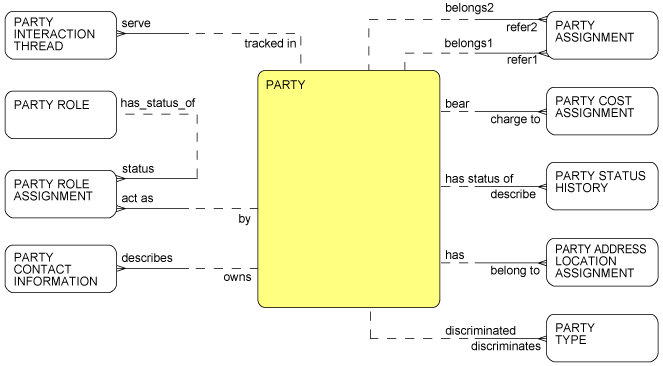 PARTY
INTERACTION
THREAD
serve
tracked in
belongs2
refer2
belongs1
refer1
PARTY
ASSIGNMENT
PARTY
PARTY ROLE
has_status_of
bear
charge to
PARTY COST
ASSIGNMENT
status
PARTY ROLE
ASSIGNMENT
act as
by
has status of
describe
PARTY STATUS
HISTORY
PARTY
CONTACT
INFORMATION
describes
owns
has
belong to
PARTY ADDRESS
LOCATION
ASSIGNMENT
discriminated
discriminates
PARTY
TYPE